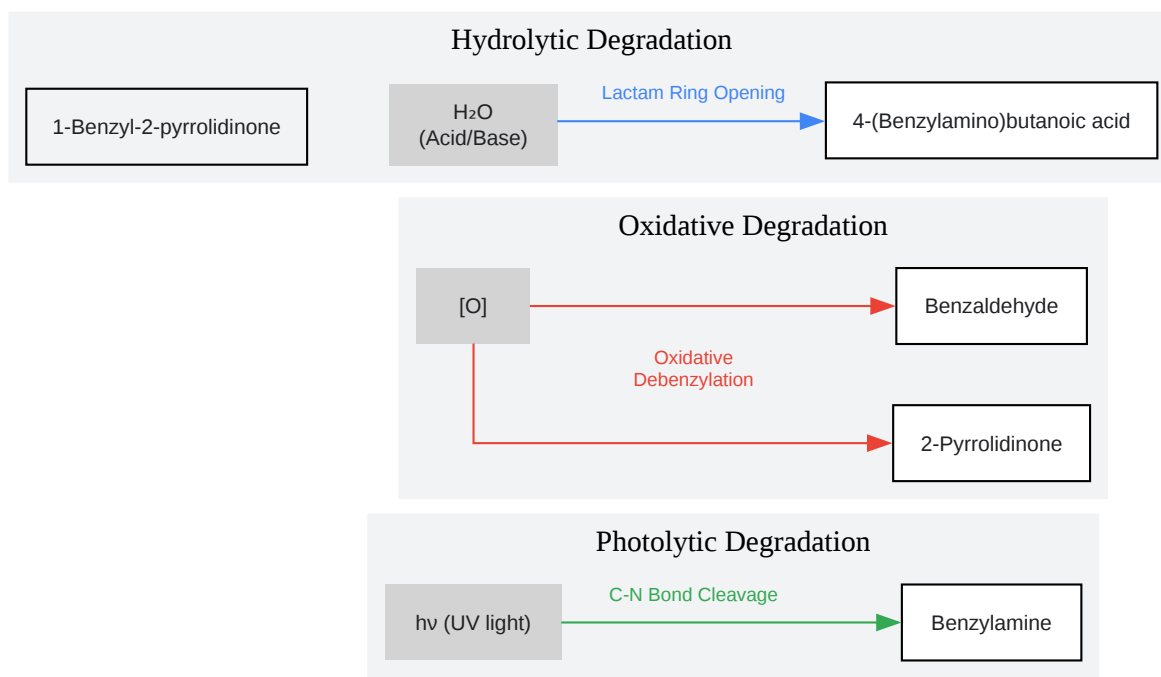 Hydrolytic Degradation
1-Benzyl-2-pyrrolidinone
H₂O
(Acid/Base)
Lactam Ring Opening
4-(Benzylamino)butanoic acid
Oxidative Degradation
[O]
Benzaldehyde
Oxidative
Debenzylation
2-Pyrrolidinone
Photolytic Degradation
hν (UV light)
C-N Bond Cleavage
Benzylamine